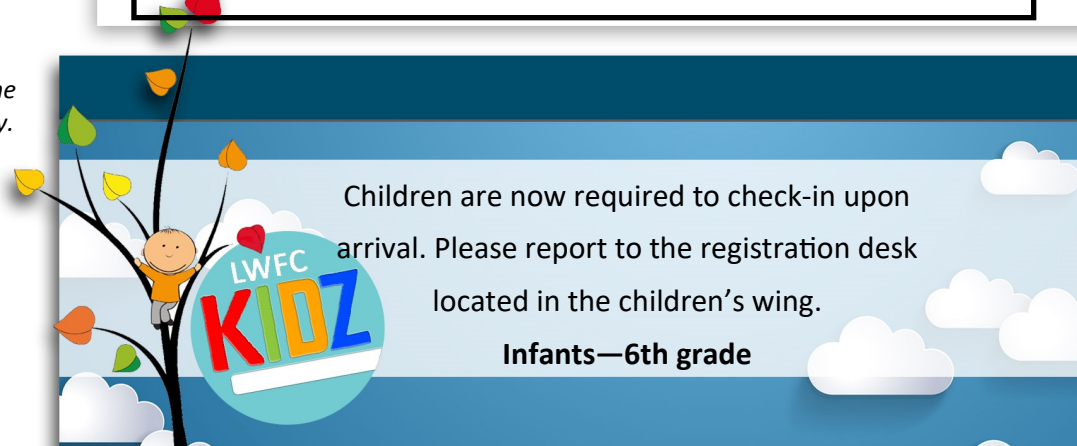 y.
Children are now required to check-in upon
arrival. Please report to the registration desk
located in the children's wing.
Infants—6th grade
LWFC
KIDZ